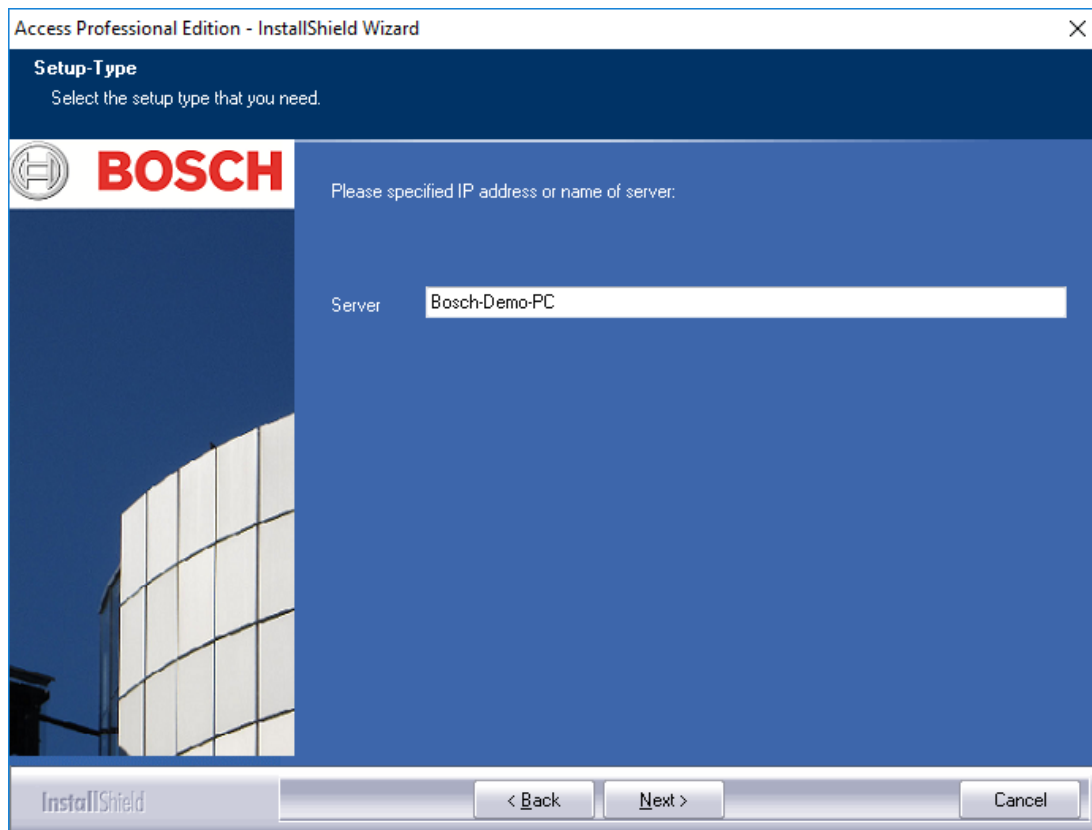 Access Professional Edition - InstallShield Wizard
Setup-Type
Select the setup type that you need.
BOSCH
Please specified IP address or name of server:
Server
Bosch-Demo-PC
InstallShield
< Back
Next >
Cancel